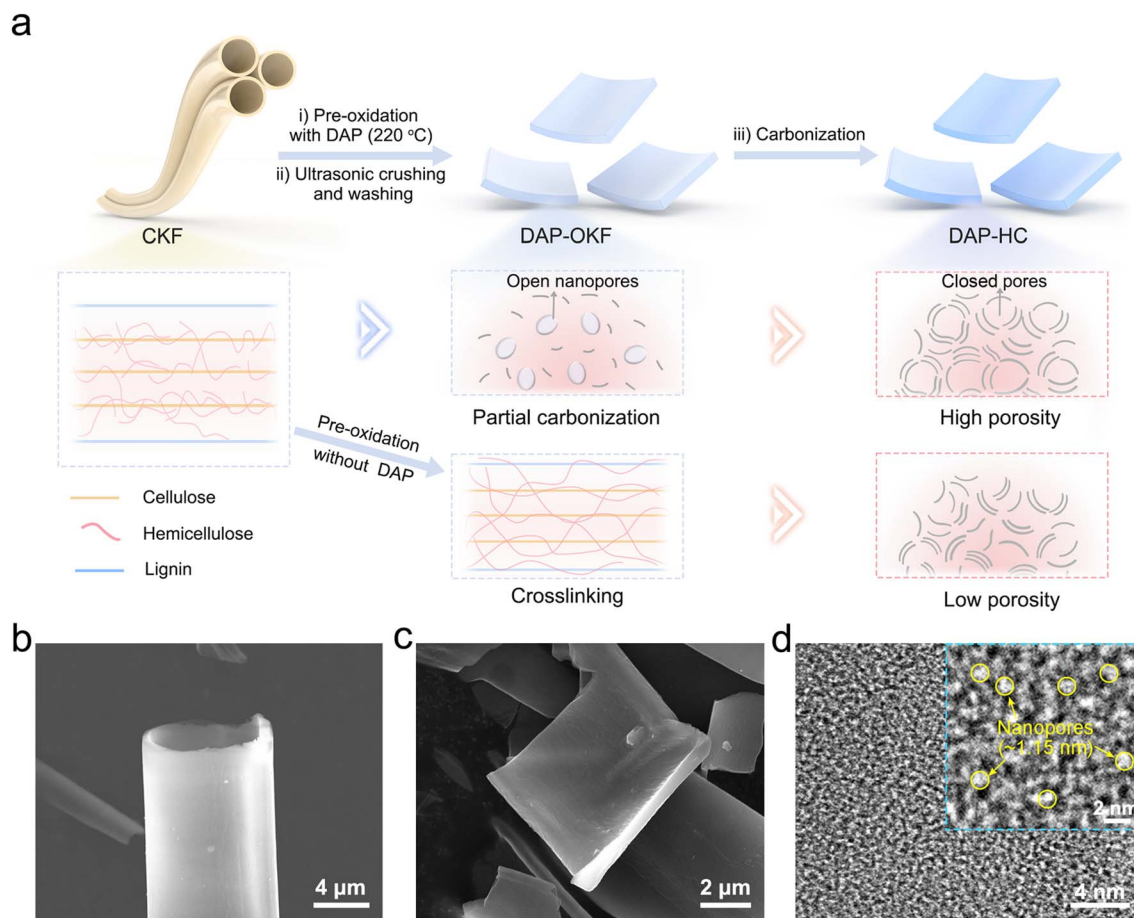 a
i) Pre-oxidation
with DAP (220 °C)
ii) Ultrasonic crushing
and washing
iii) Carbonization
CKF
DAP-OKF
DAP-HC
Open nanopores
Closed pores
Partial carbonization
High porosity
Pre-oxidation
without DAP
Cellulose
Hemicellulose
Lignin
Crosslinking
Low porosity
b
4 μm
c
2 μm
d
Nanopores
(~1.15 nm)
2 nm
4 nm